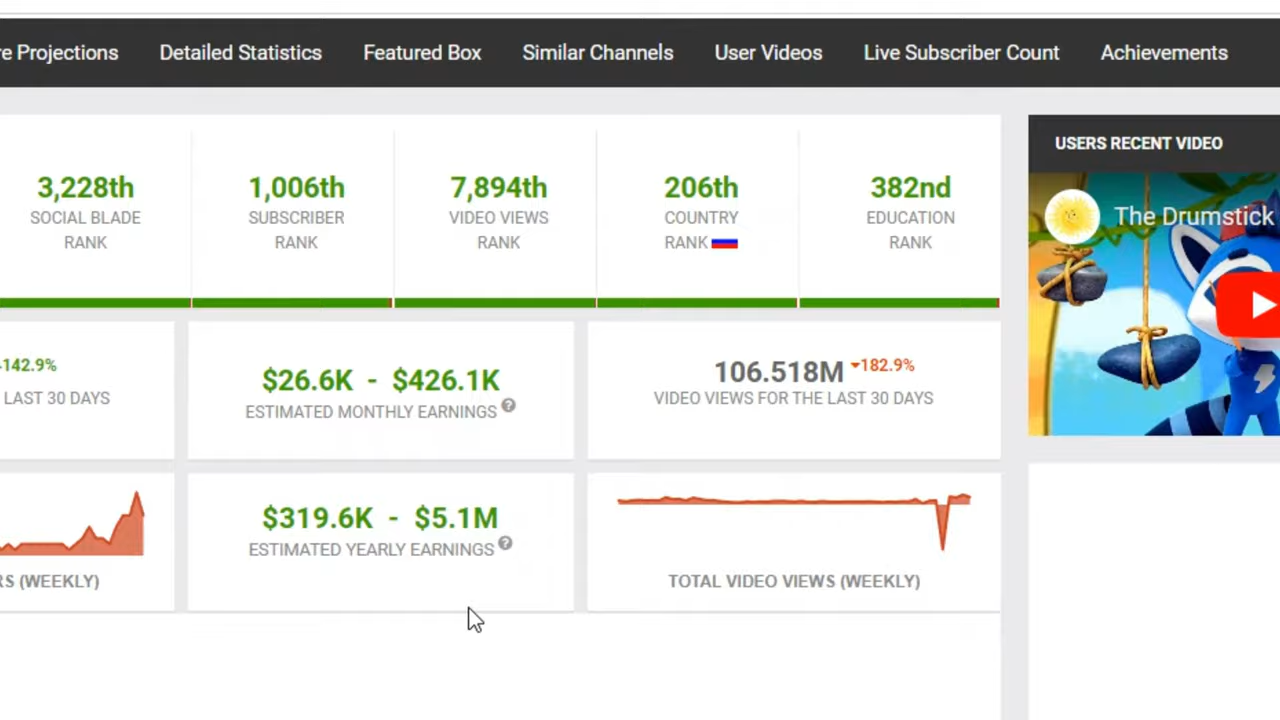 re Projections
Detailed Statistics
Featured Box
Similar Channels
User Videos
Live Subscriber Count
Achievements
3,228th
SOCIAL BLADE
RANK
1,006th
SUBSCRIBER
RANK
7,894th
VIDEO VIEWS
RANK
206th
COUNTRY
RANK
382nd
EDUCATION
RANK
USERS RECENT VIDEO
The Drumstick
142.9%
LAST 30 DAYS
$26.6K - $426.1K
ESTIMATED MONTHLY EARNINGS ?
106.518M 182.9%
VIDEO VIEWS FOR THE LAST 30 DAYS
RS (WEEKLY)
$319.6K - $5.1M
ESTIMATED YEARLY EARNINGS ?
TOTAL VIDEO VIEWS (WEEKLY)